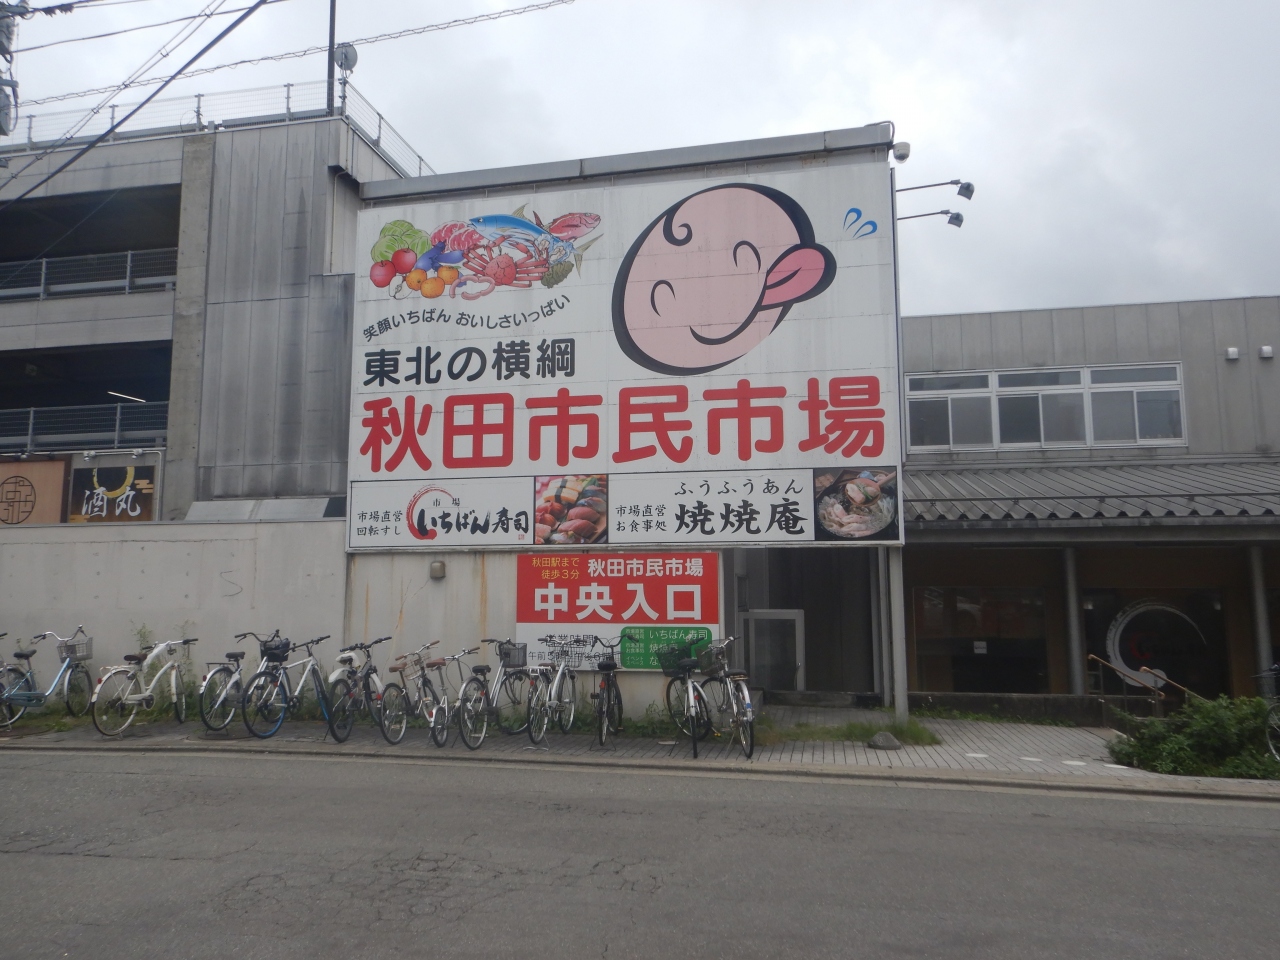 笑顔いちばん おいしさいっぱい
東北の横綱
秋田市民市場
市場直営
回転すし
市場
いちばん寿司
ふうふうあん
市場直営
お食事処
焼焼庵
酒丸
秋田駅まで
徒歩3分
秋田市民市場
中央入口
営業時間
いちばん寿司